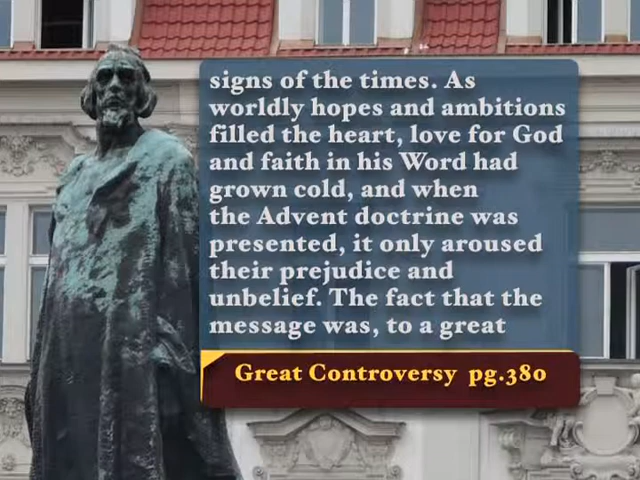 signs of the times. As
worldly hopes and ambitions
filled the heart, love for God
and faith in his Word had
grown cold, and when
the Advent doctrine was
presented, it only aroused
their prejudice and
unbelief. The fact that the
message was, to a great
Great Controversy pg.380